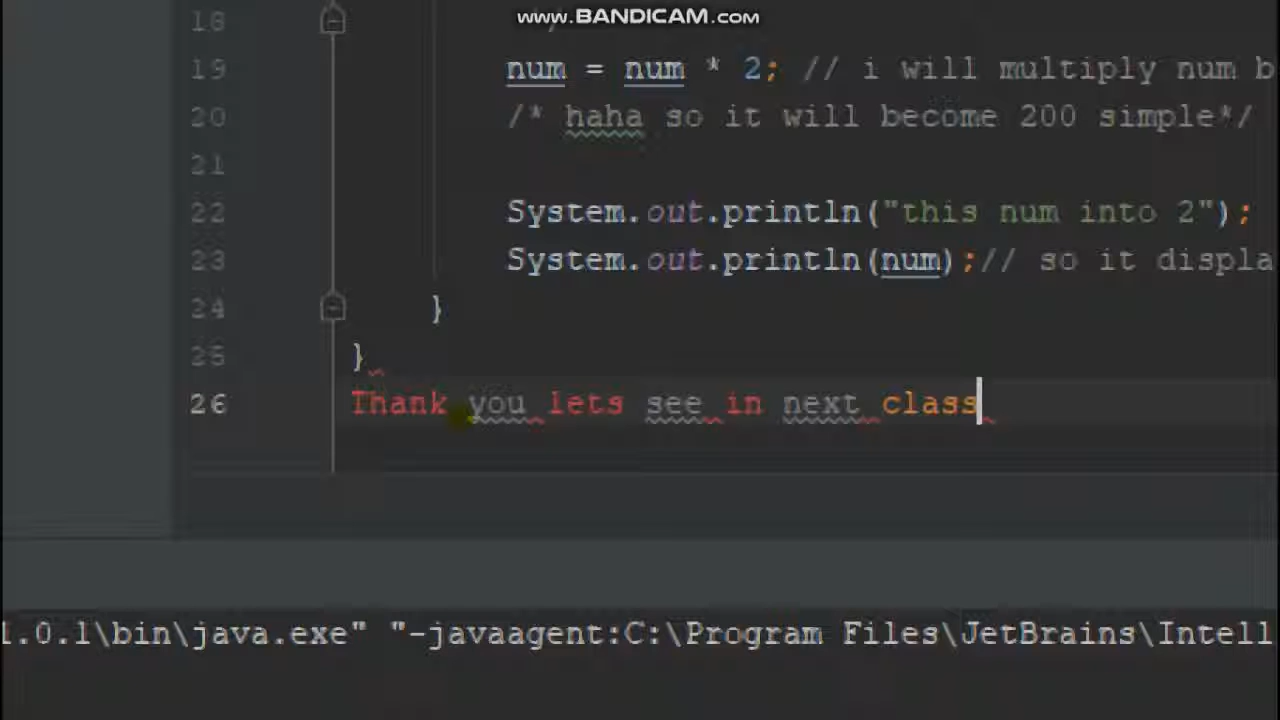 www.BANDICAM.com
18 */
19 num = num * 2; // i will multiply num b
20 /* haha so it will become 200 simple*/
21
22 System.out.println("this num into 2");
23 System.out.println(num);// so it displa
24 }
25 }
26 Thank you lets see in next class
1.0.1\bin\java.exe" "-javaagent:C:\Program Files\JetBrains\Intell